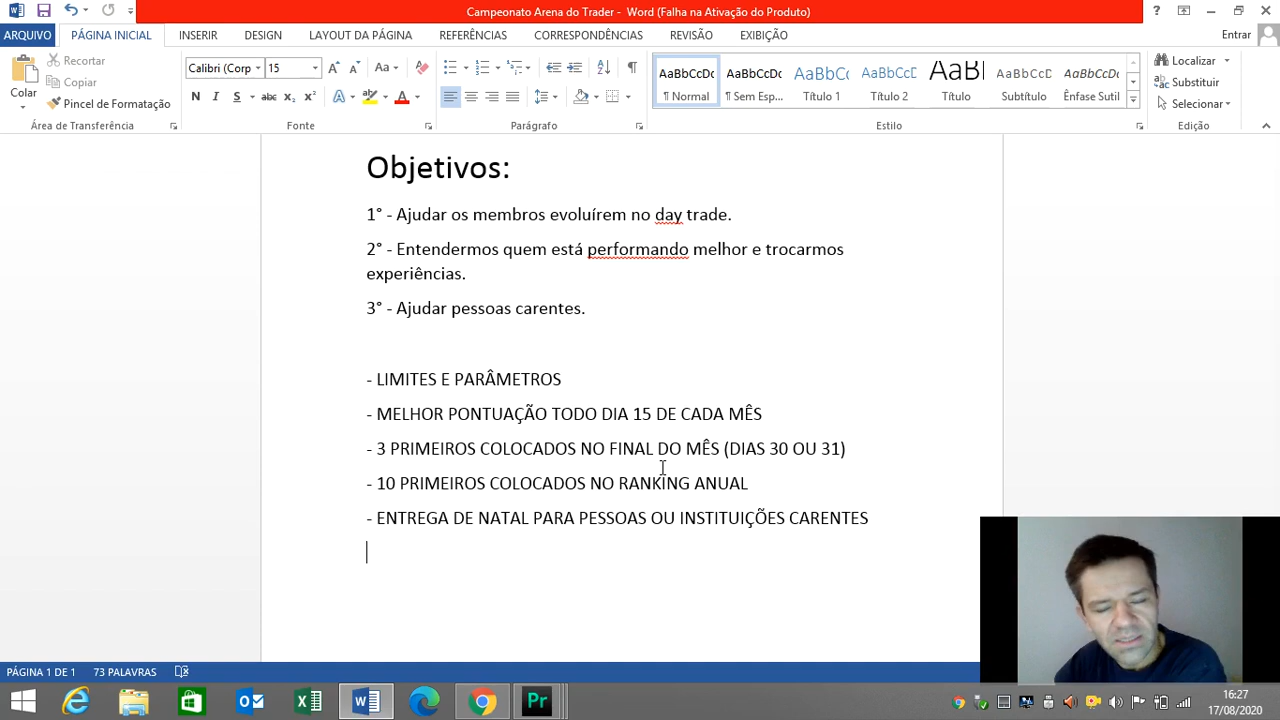 Campeonato Arena do Trader - Word (Falha na Ativação do Produto)
ARQUIVO PÁGINA INICIAL INSERIR DESIGN LAYOUT DA PÁGINA REFERÊNCIAS CORRESPONDÊNCIAS REVISÃO EXIBIÇÃO Entrar
Colar
Recortar
Copiar
Pincel de Formatação
Área de Transferência
Calibri (Corp 15
N I S abc x₂ x²
Fonte
Parágrafo
AaBbCcDc AaBbCcDc AaBbCc AaBbCcD AaBl AaBbCcD AaBbCcDc
¶ Normal ¶ Sem Esp... Título 1 Título 2 Título Subtítulo Ênfase Sutil
Estilo
Localizar
Substituir
Selecionar
Edição
Objetivos:
1° - Ajudar os membros evoluírem no day trade.
2° - Entendermos quem está performando melhor e trocarmos
experiências.
3° - Ajudar pessoas carentes.
- LIMITES E PARÂMETROS
- MELHOR PONTUAÇÃO TODO DIA 15 DE CADA MÊS
- 3 PRIMEIROS COLOCADOS NO FINAL DO MÊS (DIAS 30 OU 31)
- 10 PRIMEIROS COLOCADOS NO RANKING ANUAL
- ENTREGA DE NATAL PARA PESSOAS OU INSTITUIÇÕES CARENTES
PÁGINA 1 DE 1 73 PALAVRAS
Pr
16:27
17/08/2020